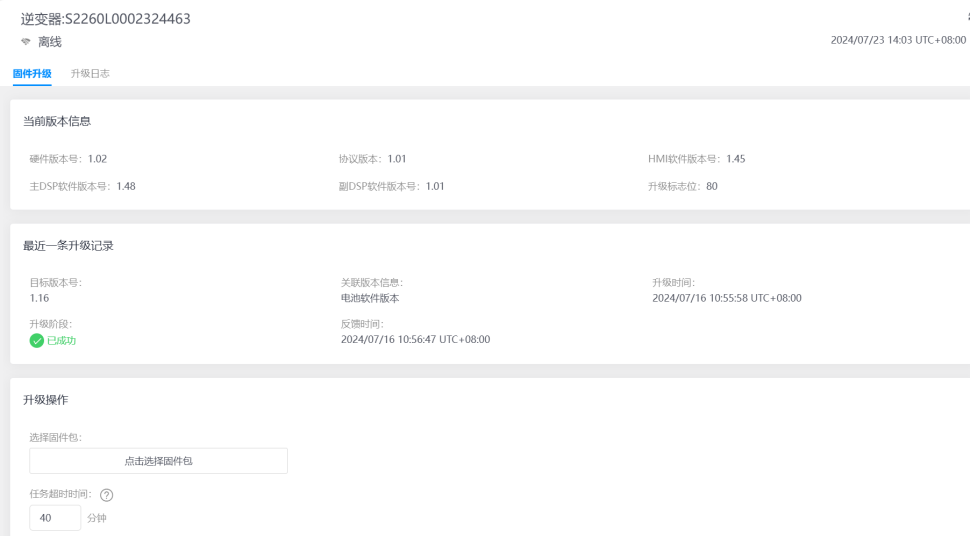 逆变器:S2260L0002324463
离线
2024/07/23 14:03 UTC+08:00
固件升级 升级日志
当前版本信息
硬件版本号: 1.02 协议版本: 1.01 HMI软件版本号: 1.45
主DSP软件版本号: 1.48 副DSP软件版本号: 1.01 升级标志位: 80
最近一条升级记录
目标版本号: 关联版本信息: 升级时间:
1.16 电池软件版本 2024/07/16 10:55:58 UTC+08:00
升级阶段: 反馈时间:
已成功 2024/07/16 10:56:47 UTC+08:00
升级操作
选择固件包:
点击选择固件包
任务超时时间: ?
40 分钟